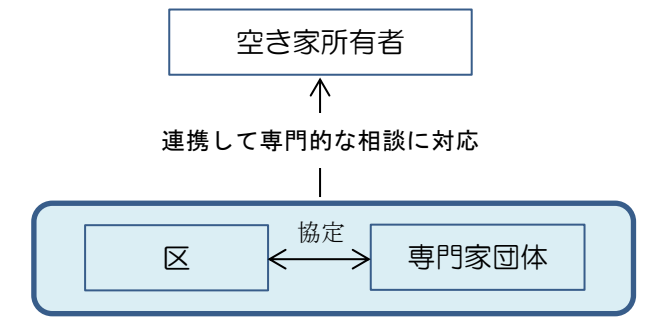 空き家所有者
連携して専門的な相談に対応
協定
区
専門家団体